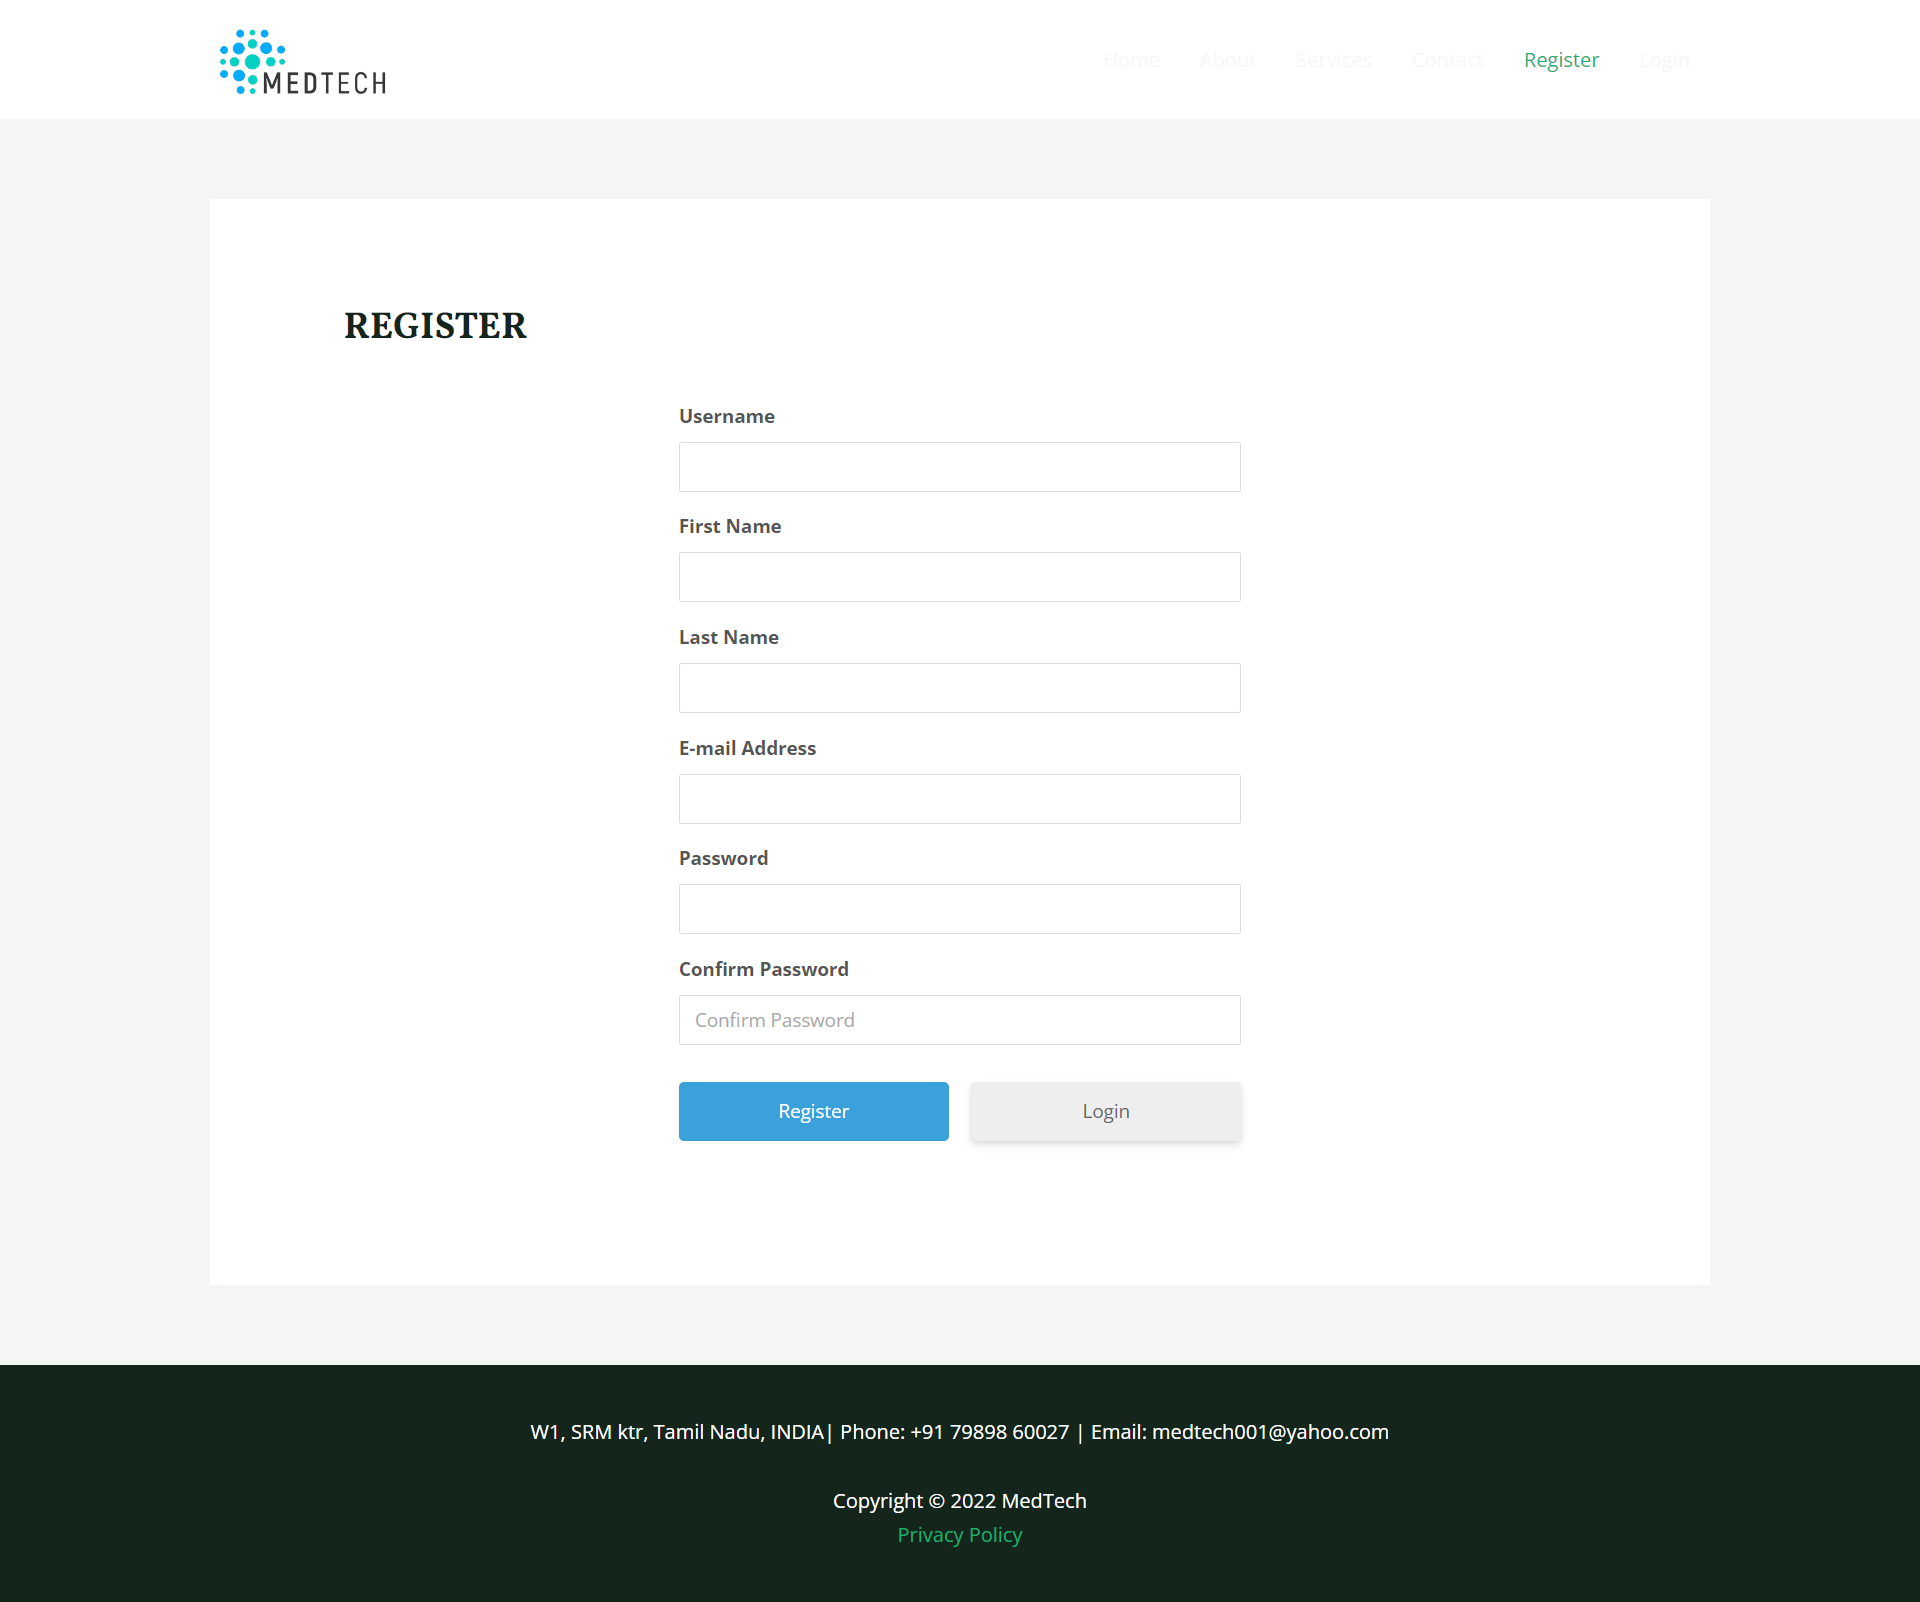 MEDTECH
Home About Services Contact Register Login
REGISTER
Username
First Name
Last Name
E-mail Address
Password
Confirm Password
Confirm Password
Register Login
W1, SRM ktr, Tamil Nadu, INDIA| Phone: +91 79898 60027 | Email: medtech001@yahoo.com
Copyright © 2022 MedTech
Privacy Policy